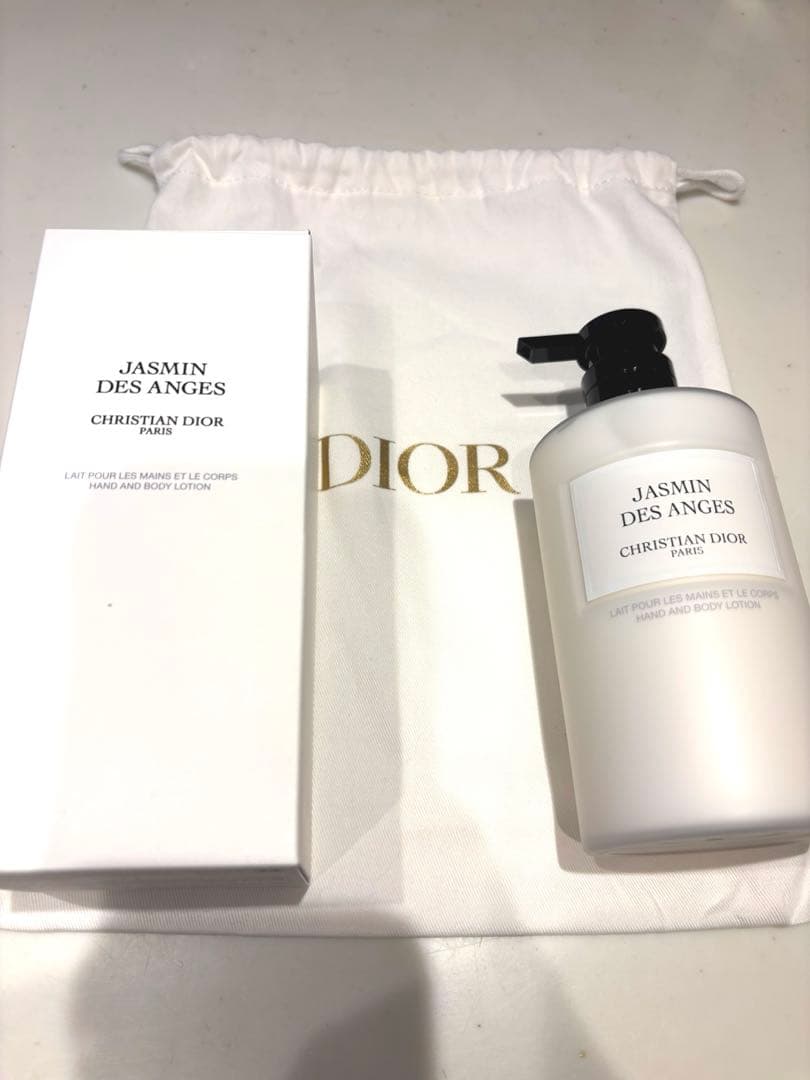 JASMIN
DES ANGES
CHRISTIAN DIOR
PARIS
LAIT POUR LES MAINS ET LE CORPS
HAND AND BODY LOTION
DIOR
JASMIN
DES ANGES
CHRISTIAN DIOR
PARIS
LAIT POUR LES MAINS ET LE CORPS
HAND AND BODY LOTION